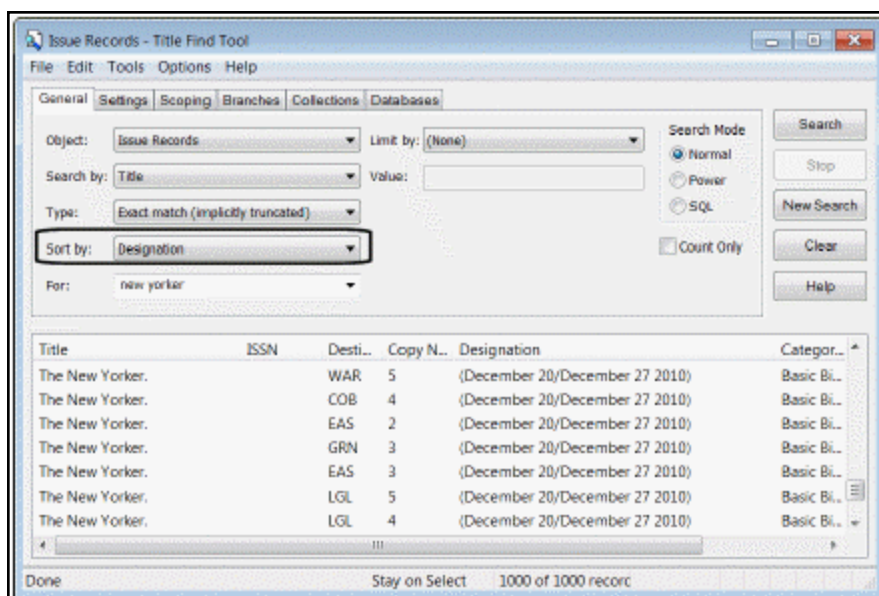 Issue Records - Title Find Tool
File Edit Tools Options Help
General Settings Scoping Branches Collections Databases
Object: Issue Records Limit by: (None) Search Mode Search
Search by: Title Value: Normal Stop
Power
Type: Exact match (implicitly truncated) SQL New Search
Sort by: Designation Count Only Clear
For: new yorker Help
Title ISSN Desti... Copy N... Designation Categor...
The New Yorker. WAR 5 (December 20/December 27 2010) Basic Bi...
The New Yorker. COB 4 (December 20/December 27 2010) Basic Bi...
The New Yorker. EAS 2 (December 20/December 27 2010) Basic Bi...
The New Yorker. GRN 3 (December 20/December 27 2010) Basic Bi...
The New Yorker. EAS 3 (December 20/December 27 2010) Basic Bi...
The New Yorker. LGL 5 (December 20/December 27 2010) Basic Bi...
The New Yorker. LGL 4 (December 20/December 27 2010) Basic Bi...
Done Stay on Select 1000 of 1000 recorc